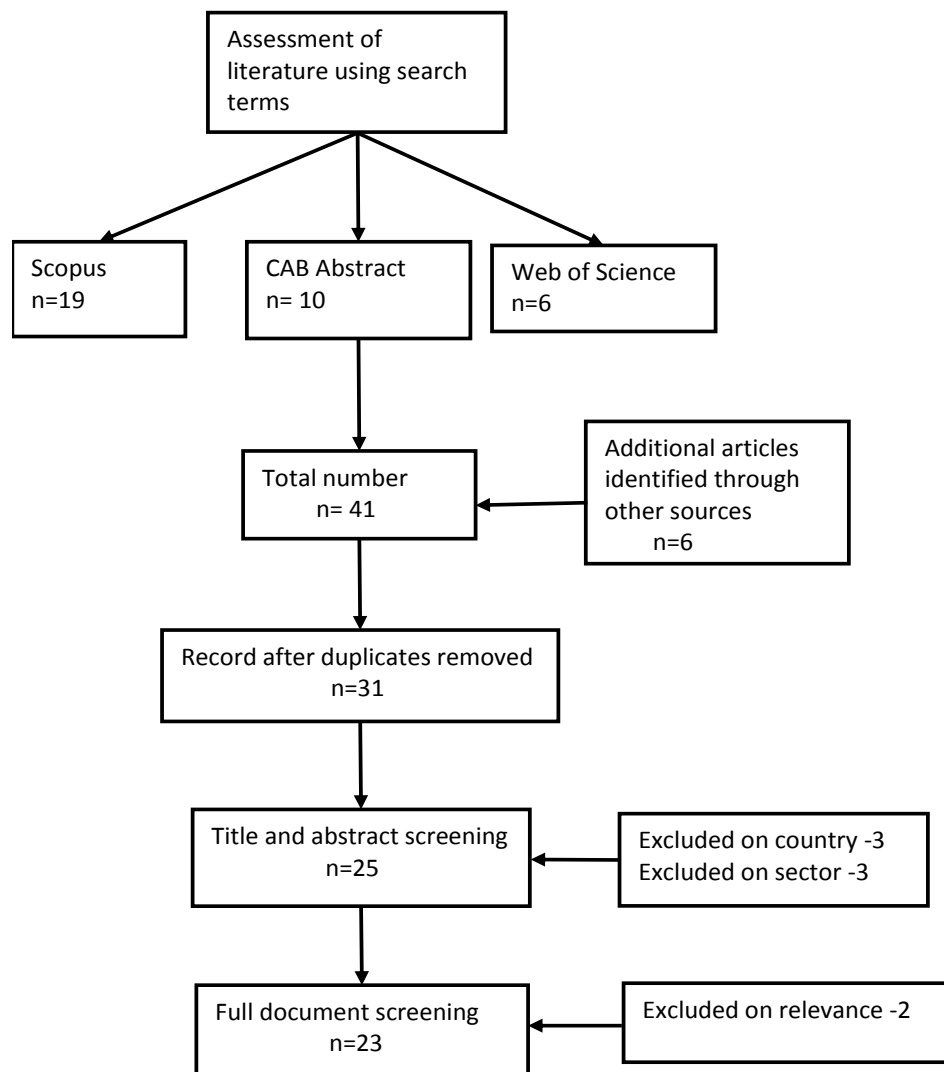 Assessment of
literature using search
terms
Scopus
n=19
CAB Abstract
n= 10
Web of Science
n=6
Total number
n= 41
Additional articles
identified through
other sources
n=6
Record after duplicates removed
n=31
Title and abstract screening
n=25
Excluded on country -3
Excluded on sector -3
Full document screening
n=23
Excluded on relevance -2